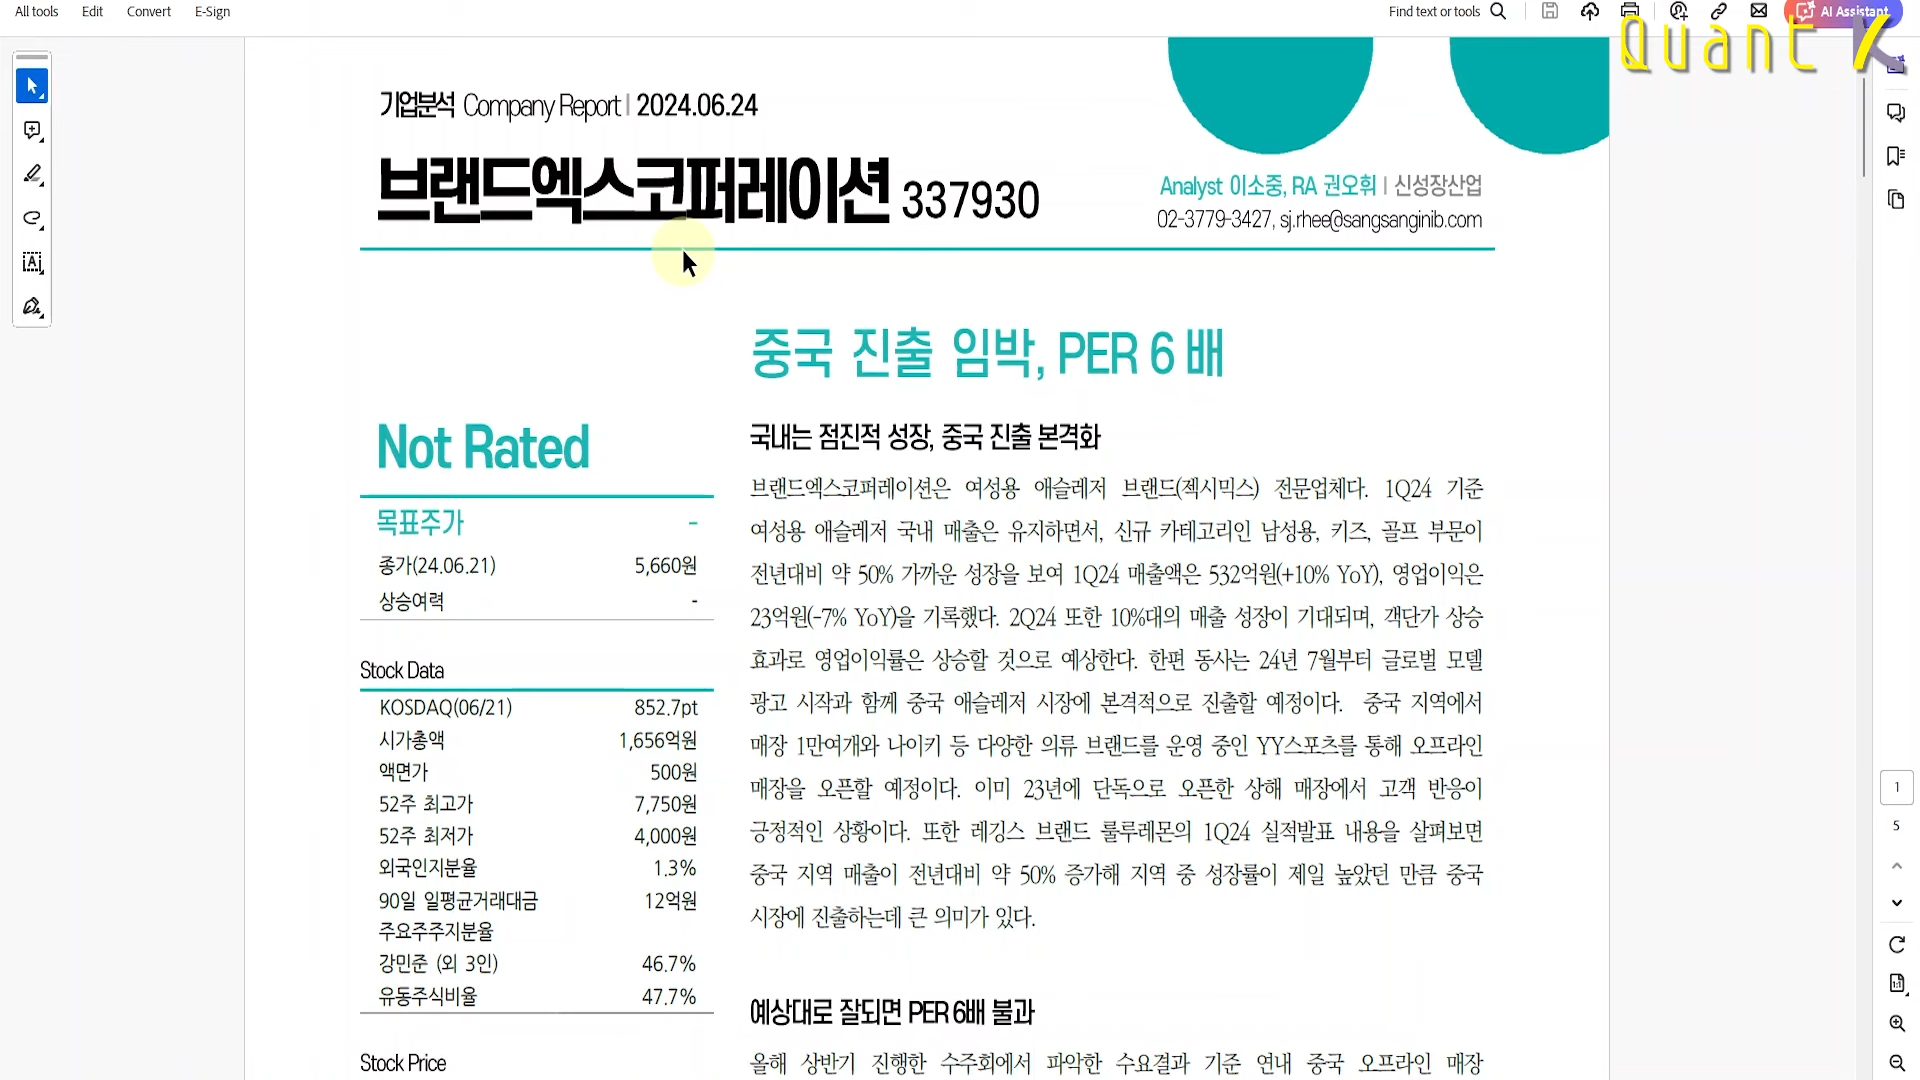 All tools Edit Convert E-Sign
Find text or tools
AI Assistant
Quant K
기업분석 Company Report | 2024.06.24
브랜드엑스코퍼레이션 337930
Analyst 이소중, RA 권오휘 | 신성장산업
02-3779-3427, sj.rhee@sangsanginib.com
중국 진출 임박, PER 6 배
Not Rated
목표주가 -
종가(24.06.21) 5,660원
상승여력 -
Stock Data
KOSDAQ(06/21) 852.7pt
시가총액 1,656억원
액면가 500원
52주 최고가 7,750원
52주 최저가 4,000원
외국인지분율 1.3%
90일 일평균거래대금 12억원
주요주주지분율
강민준 (외 3인) 46.7%
유동주식비율 47.7%
Stock Price
국내는 점진적 성장, 중국 진출 본격화
브랜드엑스코퍼레이션은 여성용 애슬레저 브랜드(젝시믹스) 전문업체다. 1Q24 기준
여성용 애슬레저 국내 매출은 유지하면서, 신규 카테고리인 남성용, 키즈, 골프 부문이
전년대비 약 50% 가까운 성장을 보여 1Q24 매출액은 532억원(+10% YoY), 영업이익은
23억원(-7% YoY)을 기록했다. 2Q24 또한 10%대의 매출 성장이 기대되며, 객단가 상승
효과로 영업이익률은 상승할 것으로 예상한다. 한편 동사는 24년 7월부터 글로벌 모델
광고 시작과 함께 중국 애슬레저 시장에 본격적으로 진출할 예정이다. 중국 지역에서
매장 1만여개와 나이키 등 다양한 의류 브랜드를 운영 중인 YY스포츠를 통해 오프라인
매장을 오픈할 예정이다. 이미 23년에 단독으로 오픈한 상해 매장에서 고객 반응이
긍정적인 상황이다. 또한 레깅스 브랜드 룰루레몬의 1Q24 실적발표 내용을 살펴보면
중국 지역 매출이 전년대비 약 50% 증가해 지역 중 성장률이 제일 높았던 만큼 중국
시장에 진출하는데 큰 의미가 있다.
예상대로 잘되면 PER 6배 불과
올해 상반기 진행한 수주회에서 파악한 수요결과 기준 연내 중국 오프라인 매장
1
5